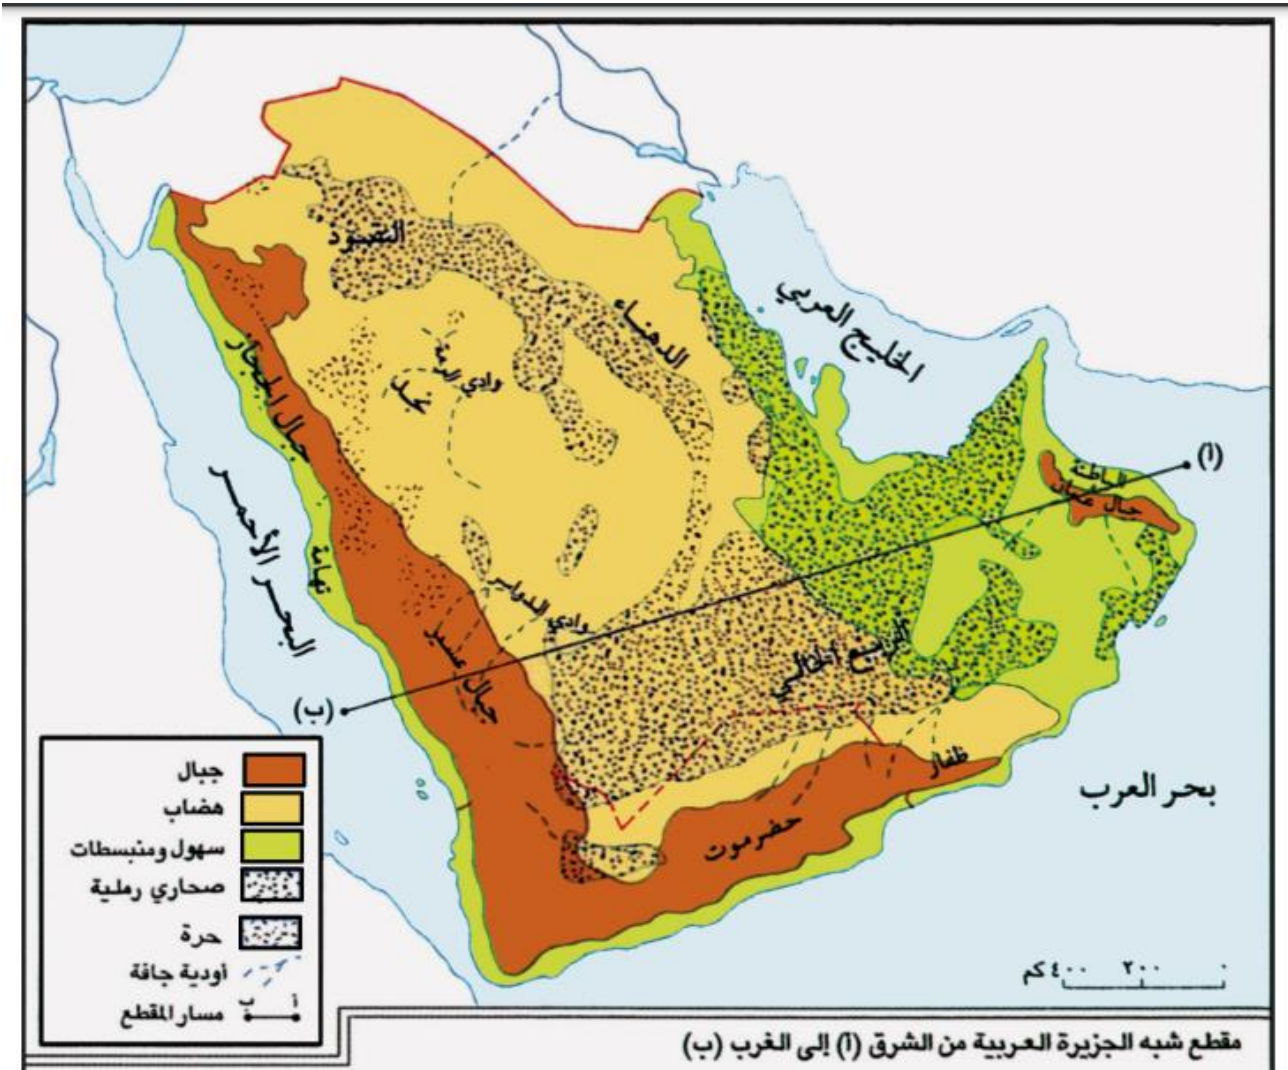 النفود
الدهناء
الخليج العربي
وادي الرمة
نجد
جبال الحجاز
(أ)
الباطنة
جبال عمان
البحر الأحمر
تهامة
وادي الدواسر
جبال عسير
الربع الخالي
(ب)
ظفار
حضرموت
بحر العرب
جبال
هضاب
سهول ومنبسطات
صحاري رملية
حرة
أودية جافة
أ ب مسار المقطع
٠ ٢٠٠ ٤٠٠ كم
مقطع شبه الجزيرة العربية من الشرق (أ) إلى الغرب (ب)